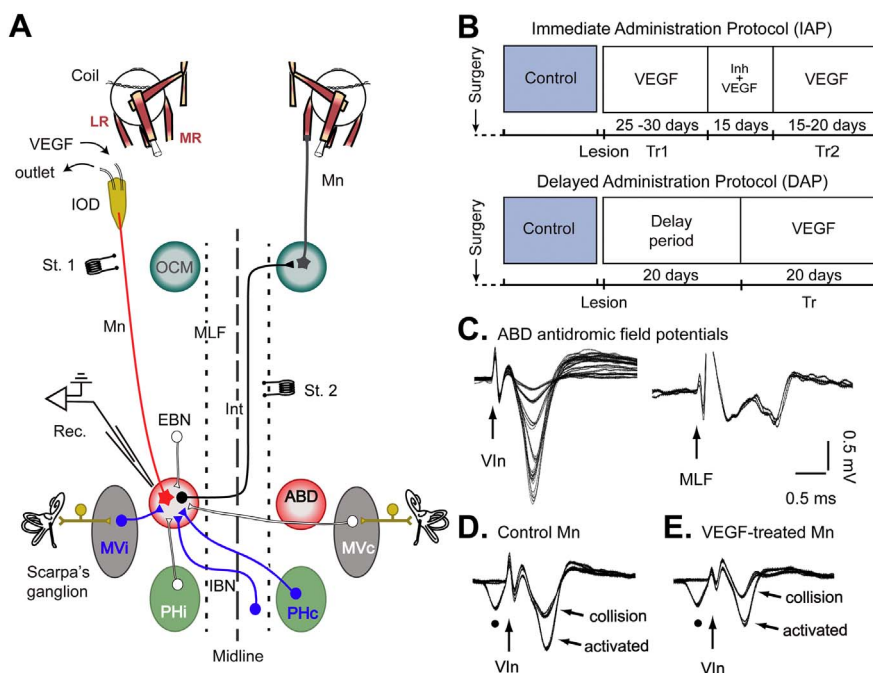 A
Coil
LR
MR
VEGF
outlet
IOD
Mn
St. 1
OCM
Mn
MLF
St. 2
Int
EBN
Rec.
ABD
MVi
MVc
Scarpa's
ganglion
IBN
PHi
PHc
Midline
B
Immediate Administration Protocol (IAP)
Surgery
Control
VEGF
Inh
+
VEGF
VEGF
25 -30 days
15 days
15-20 days
Lesion
Tr1
Tr2
Delayed Administration Protocol (DAP)
Surgery
Control
Delay
period
VEGF
20 days
20 days
Lesion
Tr
C. ABD antidromic field potentials
VIn
MLF
0.5 mV
0.5 ms
D. Control Mn
collision
activated
VIn
E. VEGF-treated Mn
collision
activated
VIn